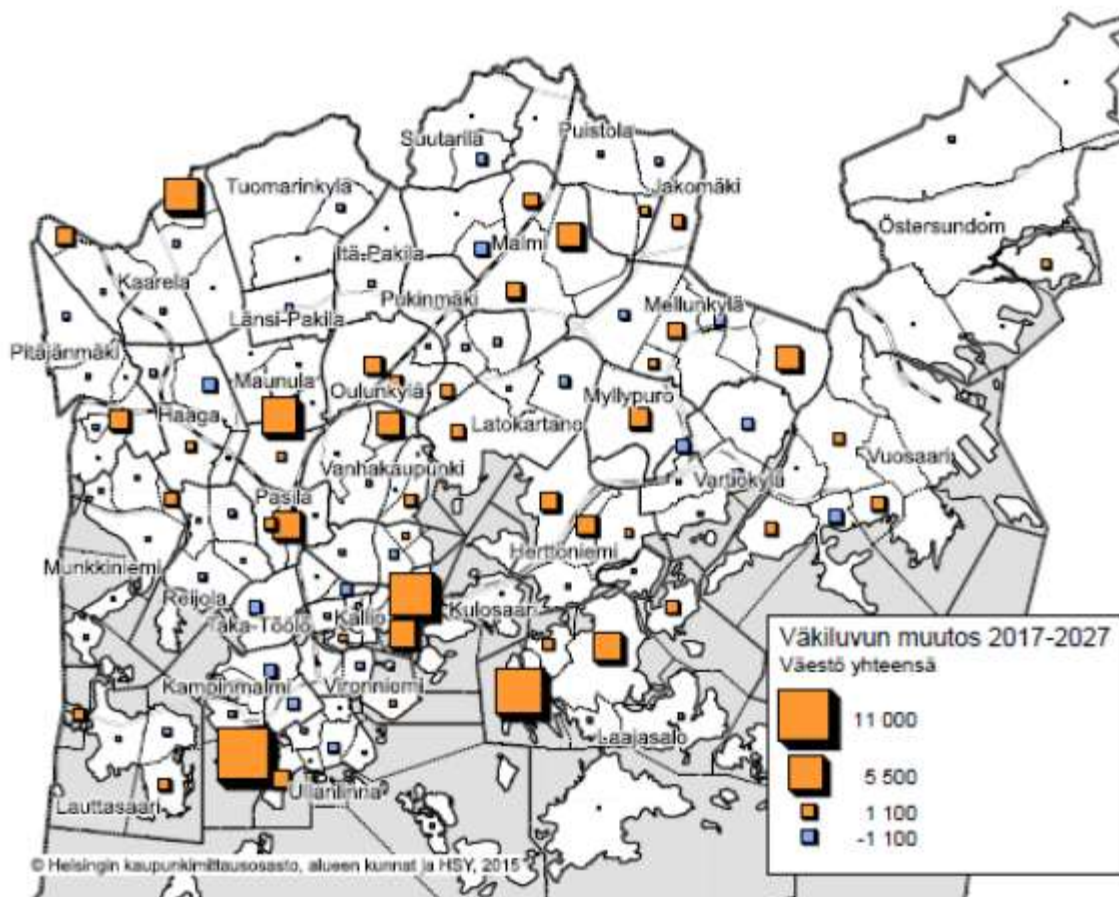 Suutarila
Puistola
Tuomarinkylä
Jakomäki
Östersundom
Malmi
Itä-Pakila
Kaarela
Pukinmäki
Mellunkylä
Länsi-Pakila
Pitäjänmäki
Maunula
Oulunkylä
Myllypuro
Haaga
Latokartano
Vuosaari
Vanhakaupunki
Vartiokylä
Pasila
Herttoniemi
Munkkiniemi
Reijola
Kallio
Kulosaari
Taka-Töölö
Kampinmalmi
Vironniemi
Laajasalo
Ullanlinna
Lauttasaari
Väkiluvun muutos 2017-2027
Väestö yhteensä
11 000
5 500
1 100
-1 100
© Helsingin kaupunkimittausosasto, alueen kunnat ja HSY, 2015